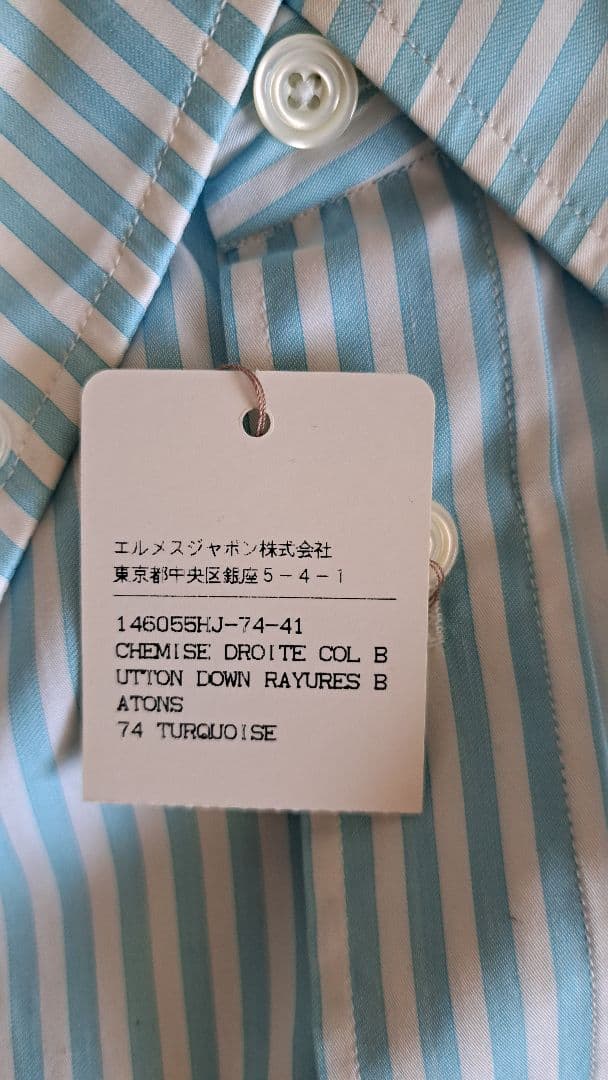 エルメスジャポン株式会社
東京都中央区銀座5-4-1
146055HJ-74-41
CHEMISE DROITE COL B
UTTON DOWN RAYURES B
ATONS
74 TURQUOISE